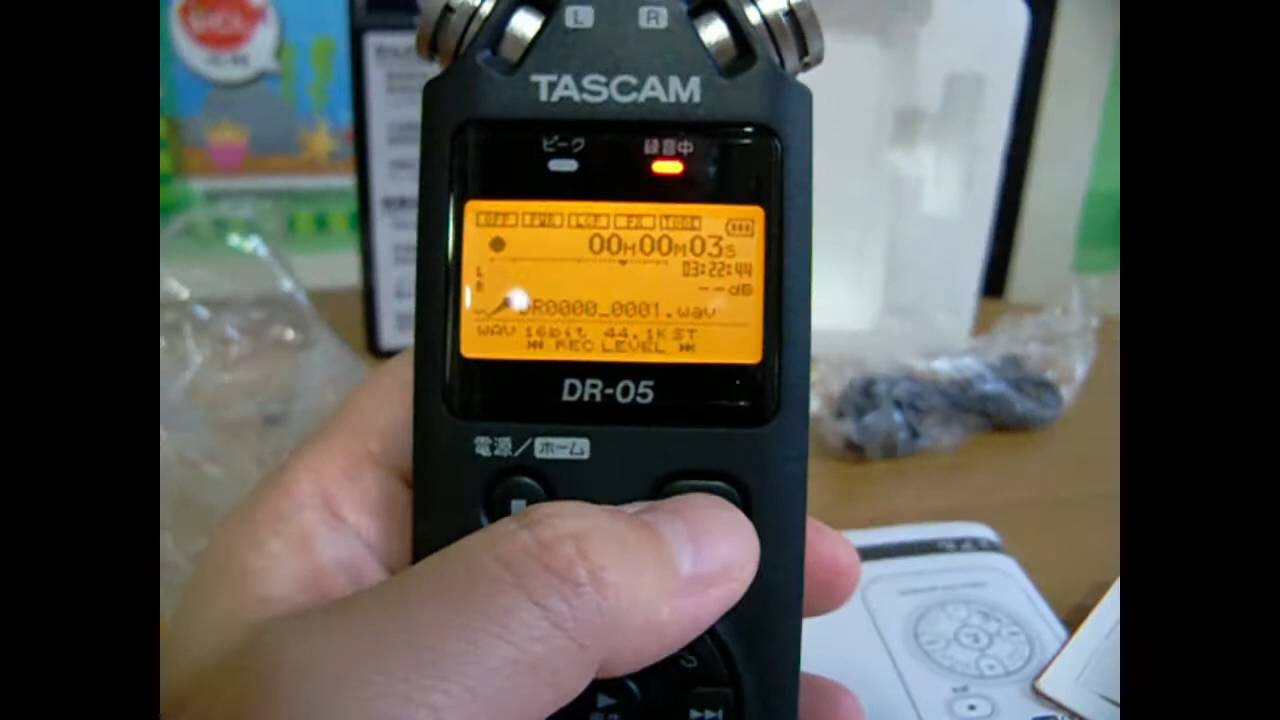 L R
TASCAM
ピーク 録音中
OFF
00H00M03S
03:22:44
L
R
--dB
DR0000_0001.wav
WAV 16bit 44.1K ST
⏮ REC LEVEL ⏭
DR-05
電源/ホーム